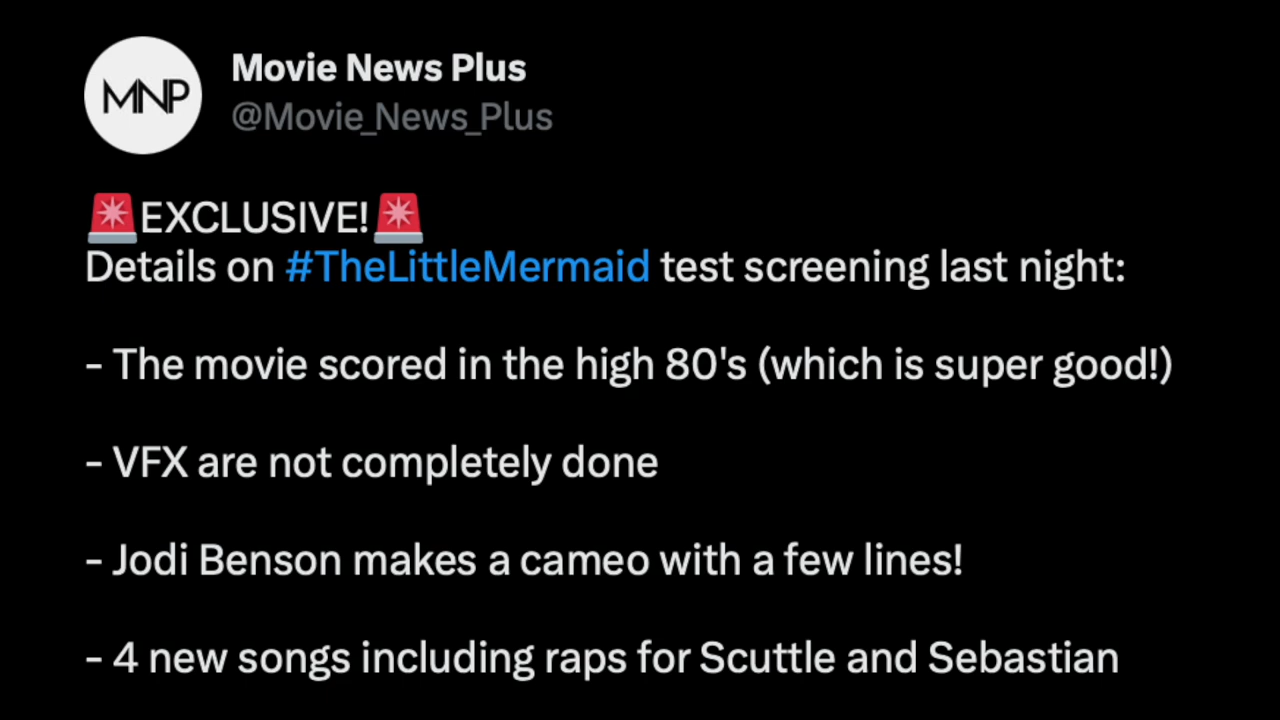 MNP
Movie News Plus
@Movie_News_Plus
🚨EXCLUSIVE!🚨
Details on #TheLittleMermaid test screening last night:
- The movie scored in the high 80's (which is super good!)
- VFX are not completely done
- Jodi Benson makes a cameo with a few lines!
- 4 new songs including raps for Scuttle and Sebastian